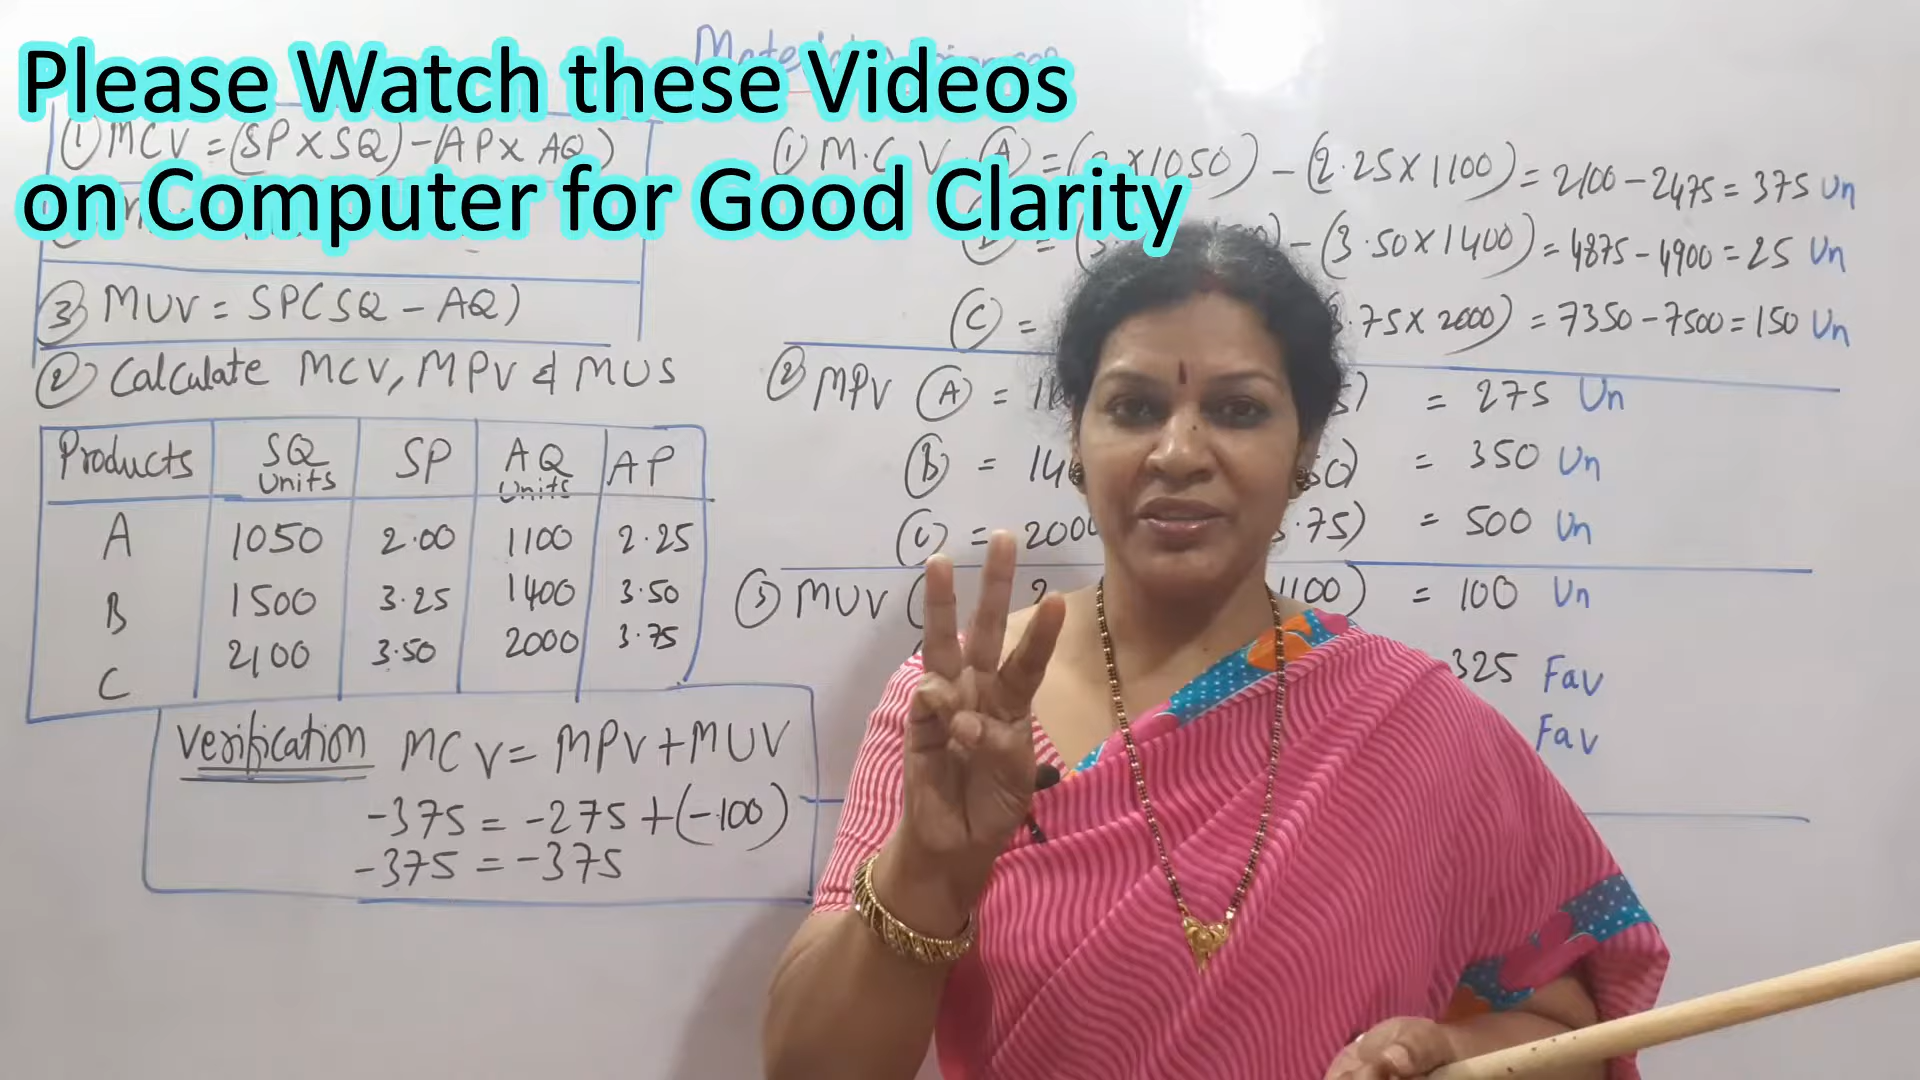 Please Watch these Videos
on Computer for Good Clarity
① MCV = (SP X SQ) - (AP X AQ)
③ MUV = SP(SQ - AQ)
② Calculate MCV, MPV & MUS
Products SQ Units SP AQ Units AP
A 1050 2.00 1100 2.25
B 1500 3.25 1400 3.50
C 2100 3.50 2000 3.75
Verification MCV = MPV + MUV
-375 = -275 + (-100)
-375 = -375
① M.C.V (A) = ( X 1050) - (2.25 X 1100) = 2100 - 2475 = 375 Un
= - (3.50 X 1400) = 4875 - 4900 = 25 Un
(C) = .75 X 2000) = 7350 - 7500 = 150 Un
② MPV (A) = = 275 Un
(B) = = 350 Un
(C) = 2000 .75) = 500 Un
③ MUV 2 1100) = 100 Un
325 Fav
Fav